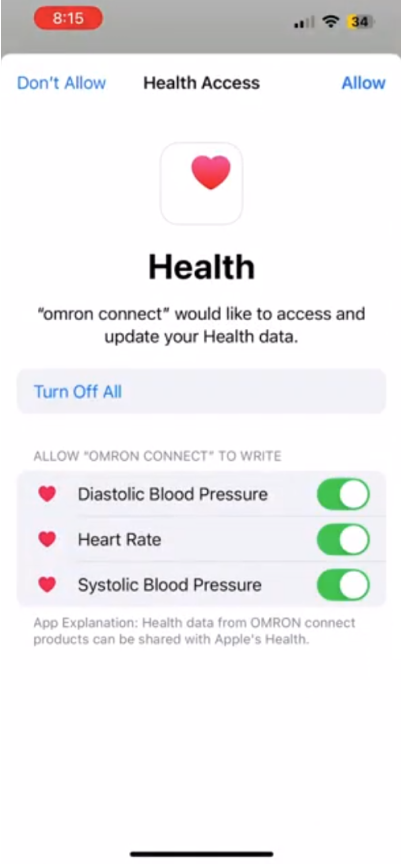 8:15
34
Don't Allow Health Access Allow
Health
"omron connect" would like to access and
update your Health data.
Turn Off All
ALLOW "OMRON CONNECT" TO WRITE
Diastolic Blood Pressure
Heart Rate
Systolic Blood Pressure
App Explanation: Health data from OMRON connect
products can be shared with Apple's Health.